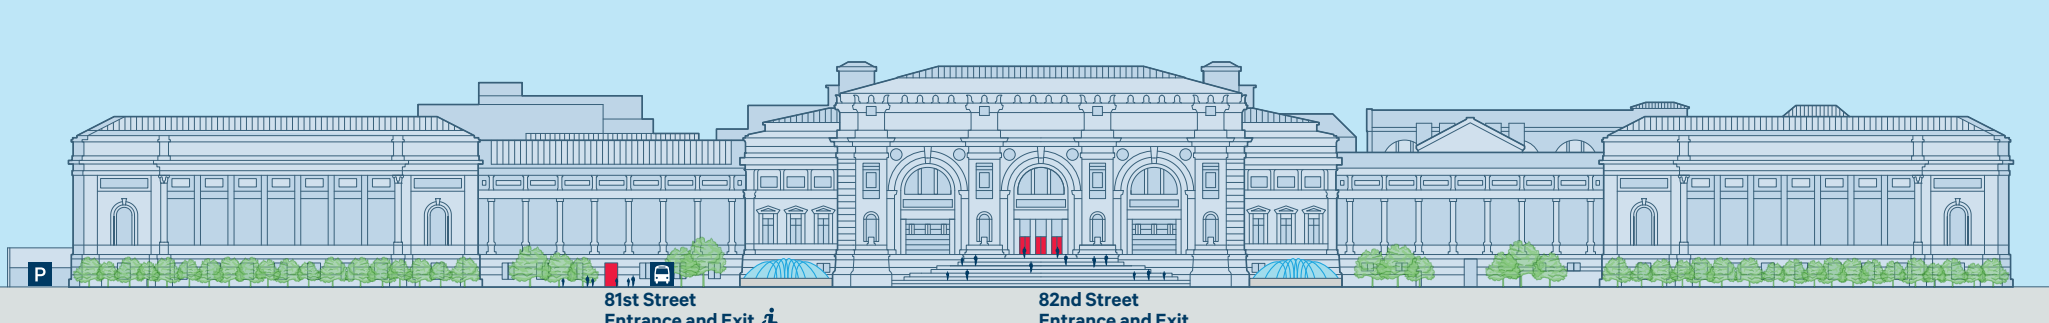 P
81st Street
Entrance and Exit i
82nd Street
Entrance and Exit